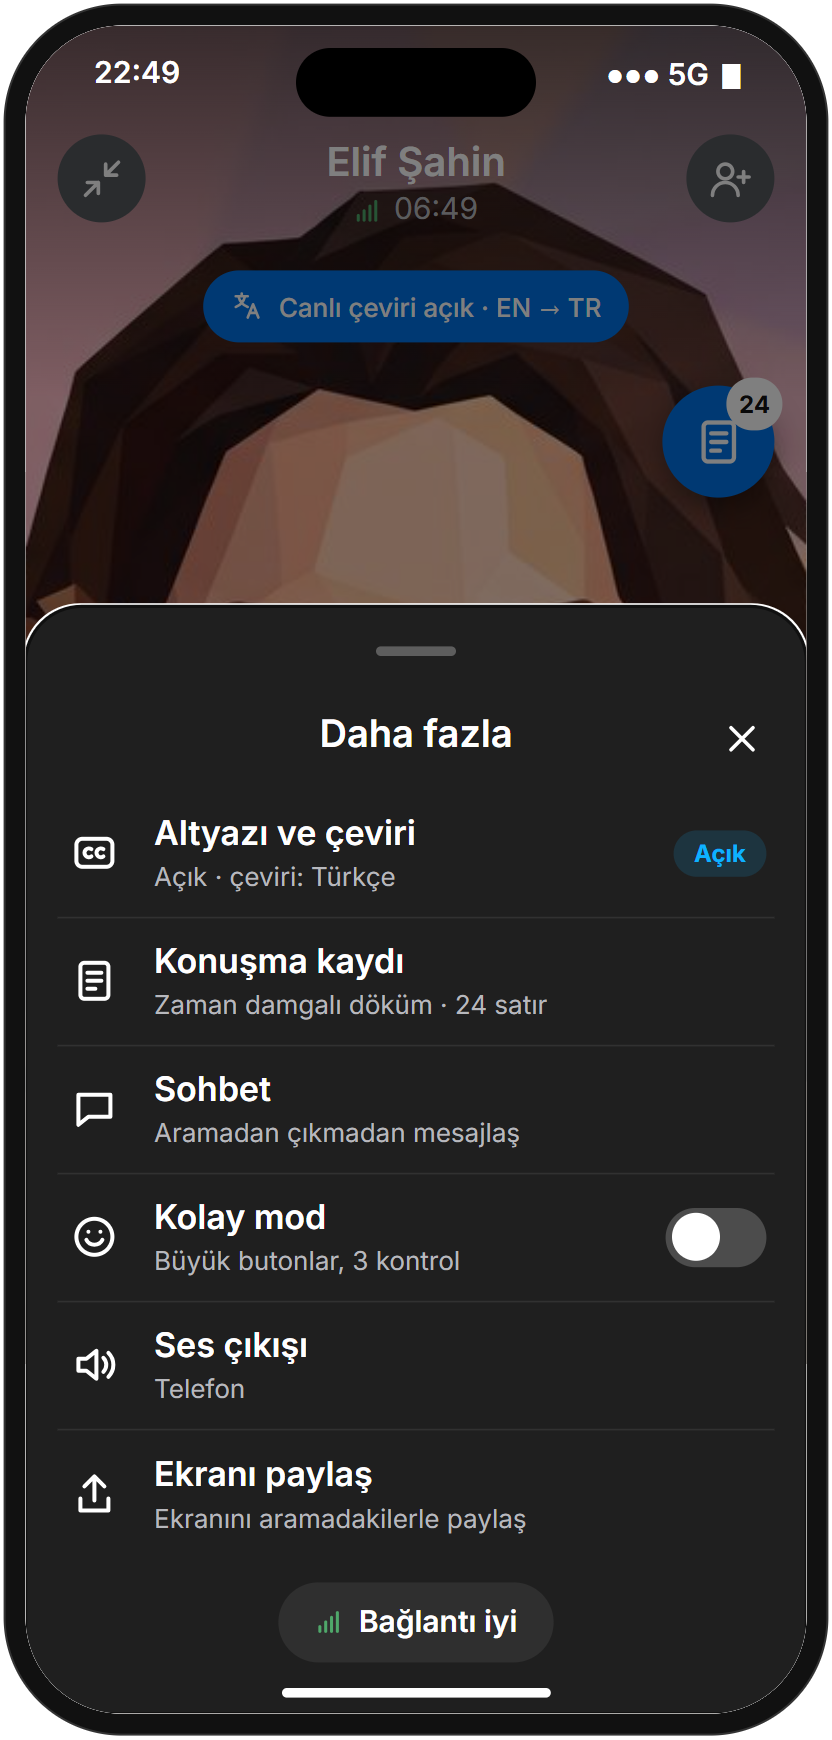 22:49
5G
Elif Şahin
06:49
Canlı çeviri açık · EN → TR
24
Daha fazla
CC
Altyazı ve çeviri
Açık · çeviri: Türkçe
Açık
Konuşma kaydı
Zaman damgalı döküm · 24 satır
Sohbet
Aramadan çıkmadan mesajlaş
Kolay mod
Büyük butonlar, 3 kontrol
Ses çıkışı
Telefon
Ekranı paylaş
Ekranını aramadakilerle paylaş
Bağlantı iyi